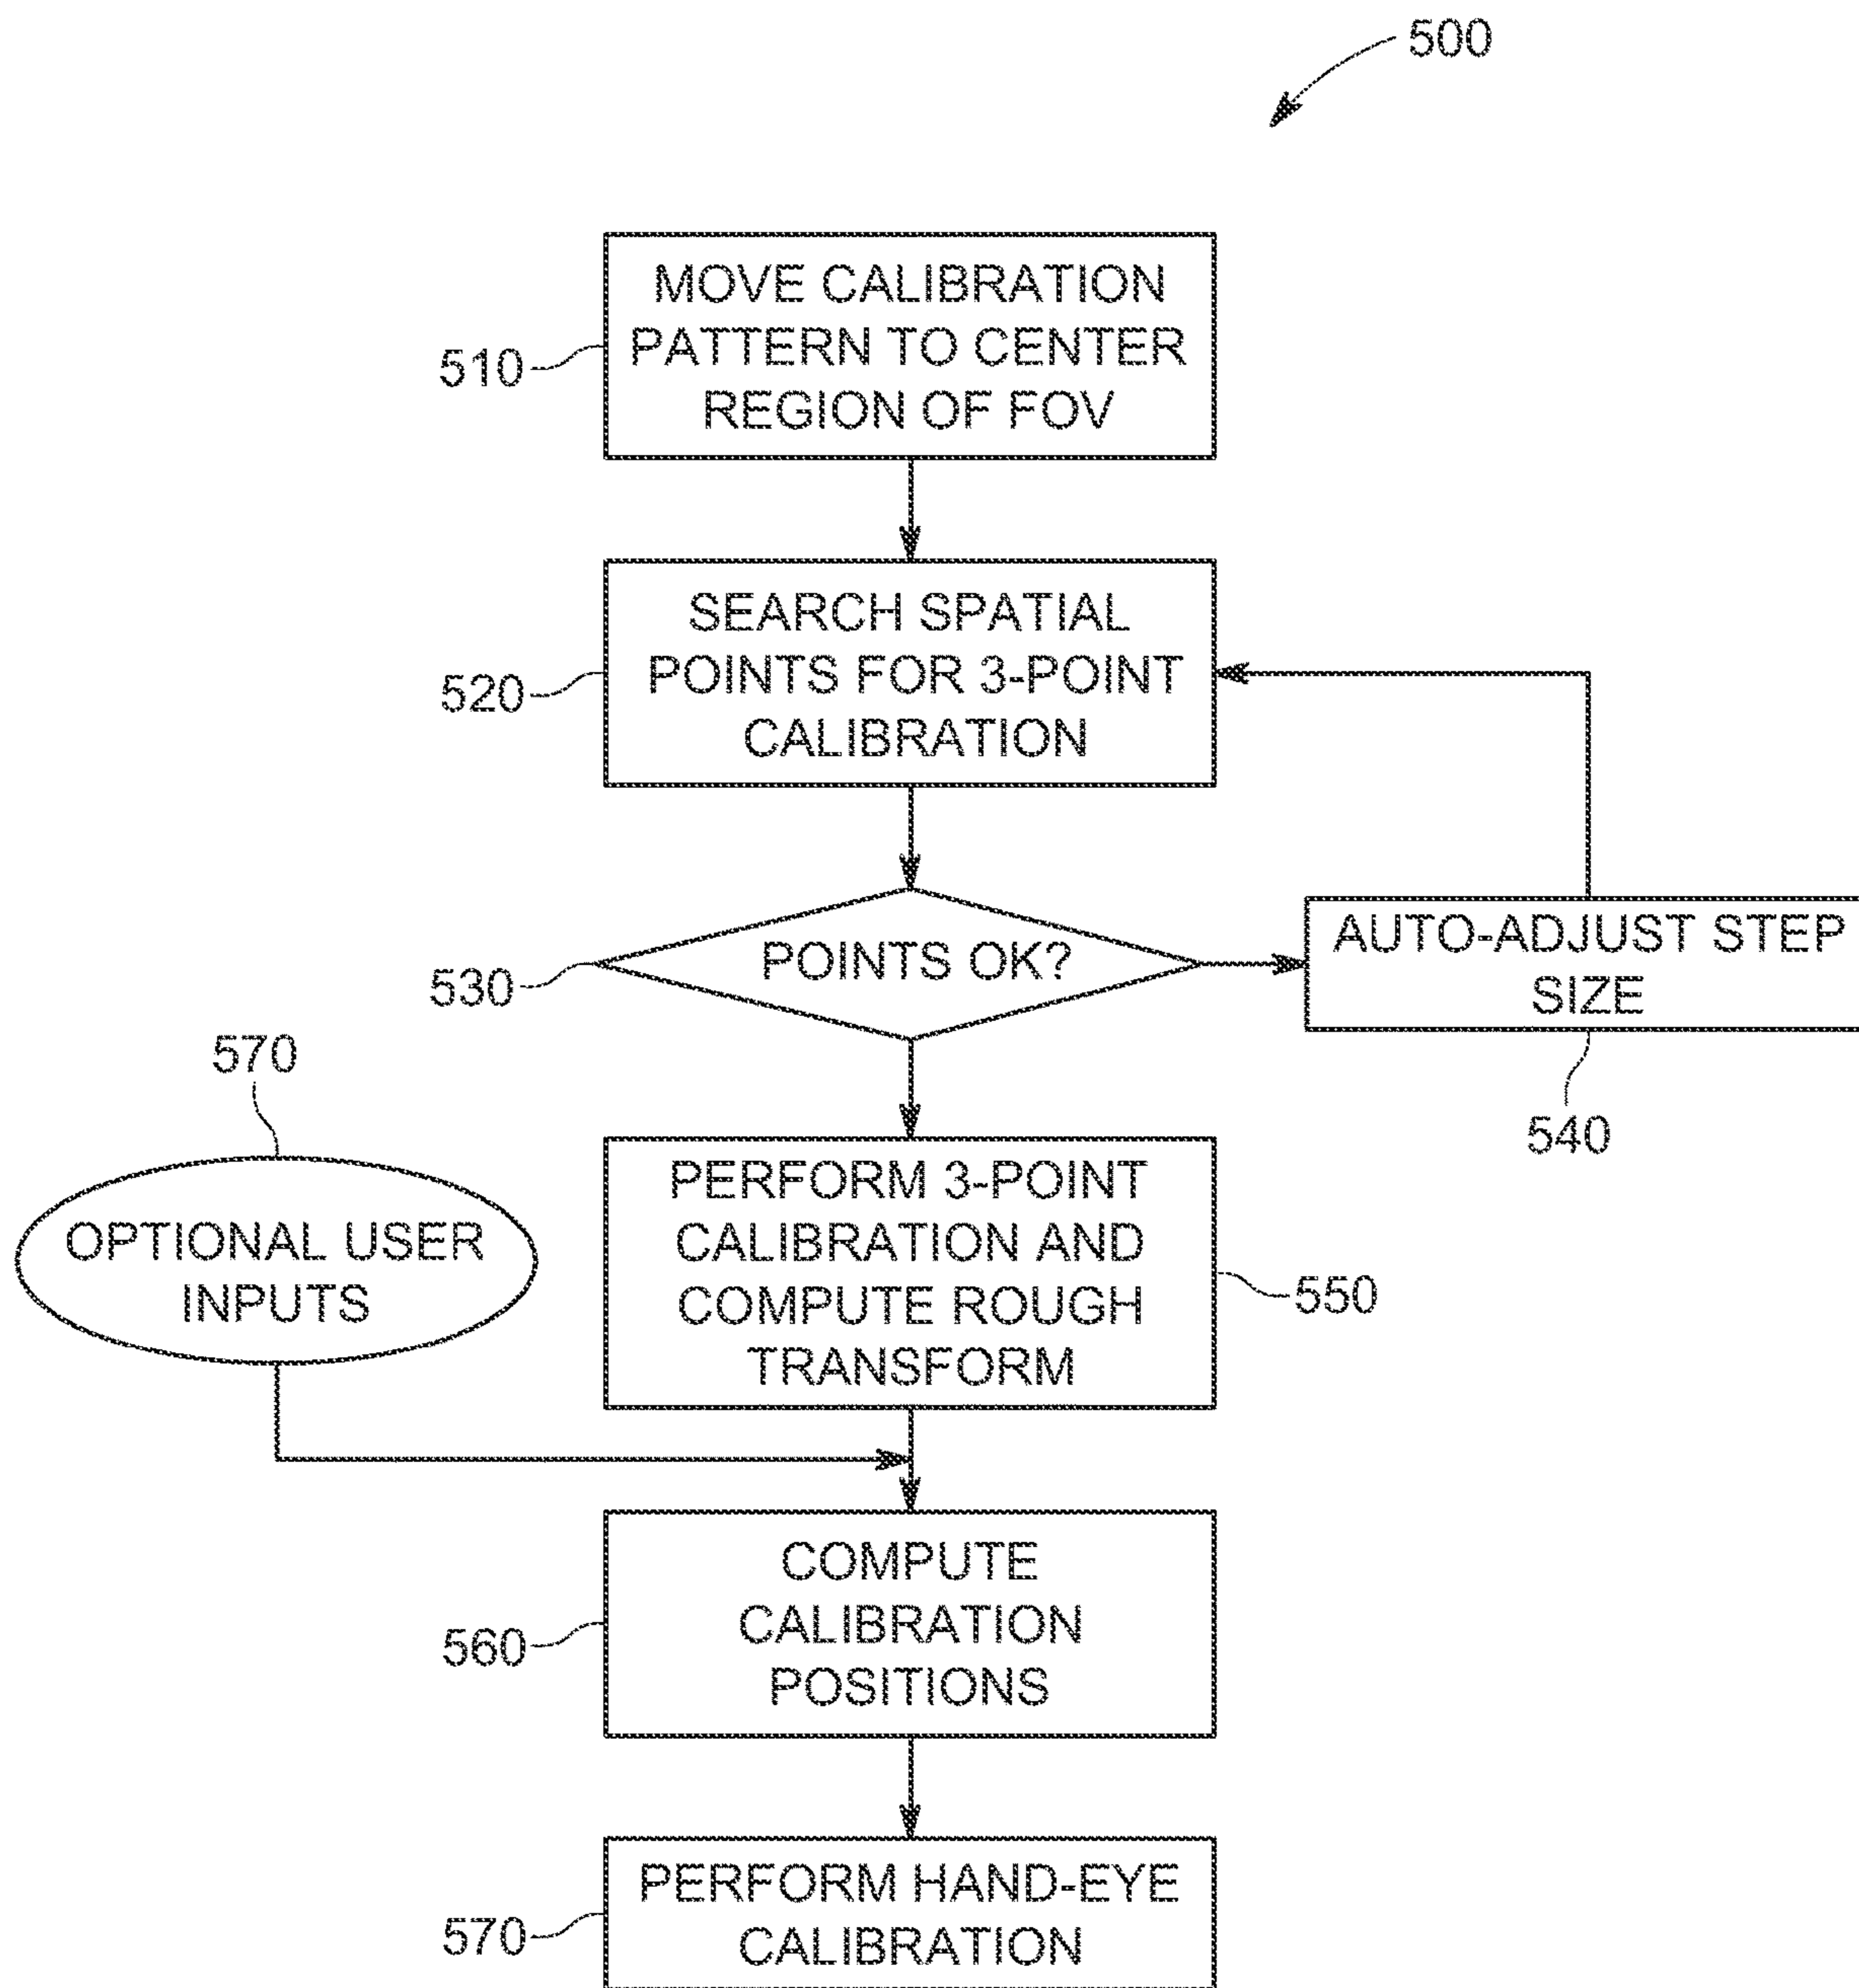 500
MOVE CALIBRATION
PATTERN TO CENTER
REGION OF FOV
510
SEARCH SPATIAL
POINTS FOR 3-POINT
CALIBRATION
520
POINTS OK?
530
AUTO-ADJUST STEP
SIZE
540
570
OPTIONAL USER
INPUTS
PERFORM 3-POINT
CALIBRATION AND
COMPUTE ROUGH
TRANSFORM
550
COMPUTE
CALIBRATION
POSITIONS
560
PERFORM HAND-EYE
CALIBRATION
570